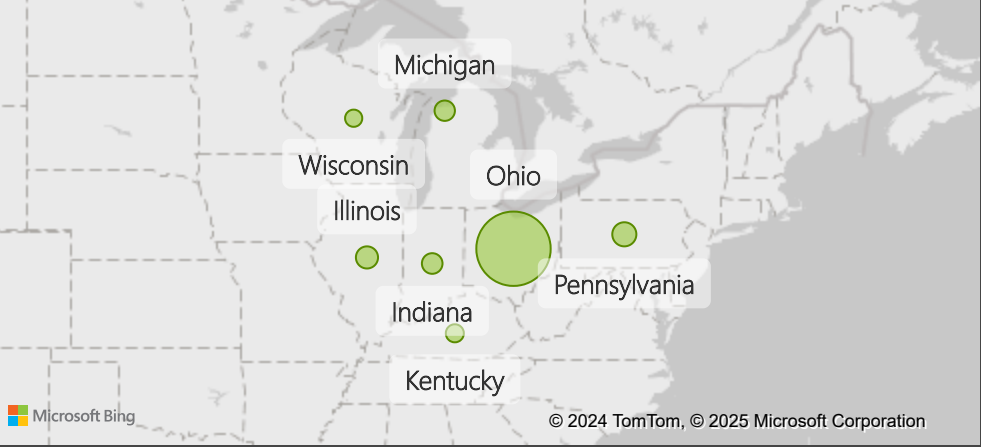 Michigan
Wisconsin
Ohio
Illinois
Pennsylvania
Indiana
Kentucky
Microsoft Bing
© 2024 TomTom, © 2025 Microsoft Corporation